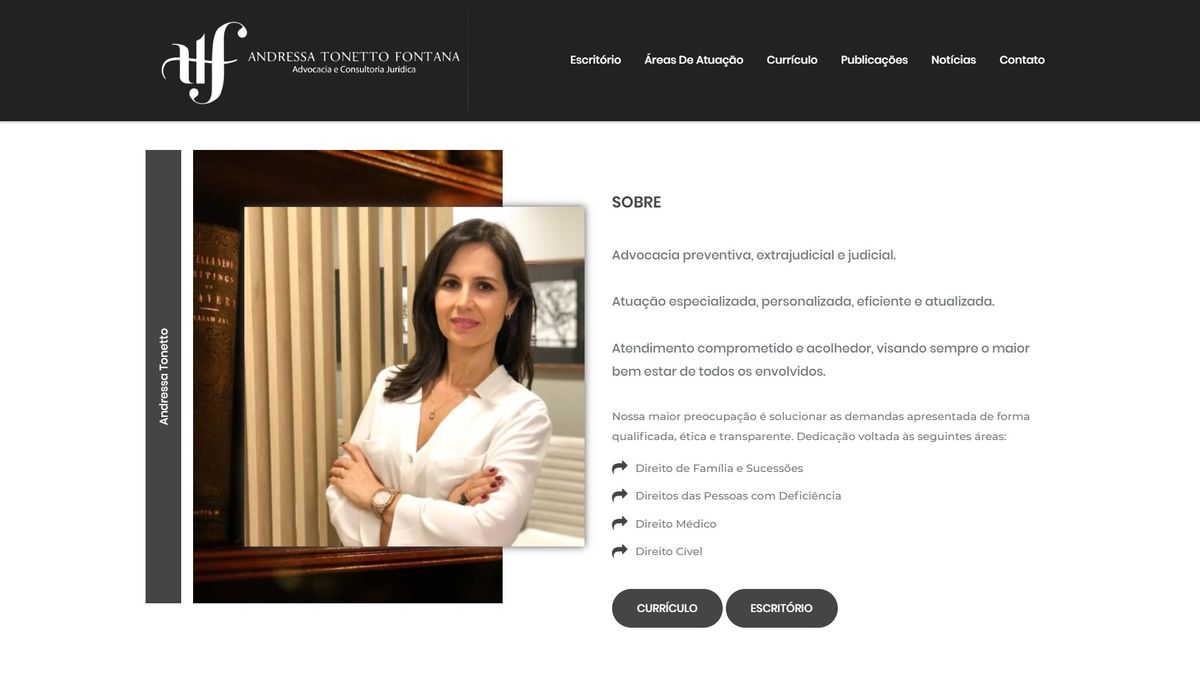 ANDRESSA TONETTO FONTANA
Advocacia e Consultoria Jurídica
Escritório
Áreas De Atuação
Currículo
Publicações
Notícias
Contato
Andressa Tonetto
SOBRE
Advocacia preventiva, extrajudicial e judicial.
Atuação especializada, personalizada, eficiente e atualizada.
Atendimento comprometido e acolhedor, visando sempre o maior
bem estar de todos os envolvidos.
Nossa maior preocupação é solucionar as demandas apresentada de forma
qualificada, ética e transparente. Dedicação voltada às seguintes áreas:
Direito de Família e Sucessões
Direitos das Pessoas com Deficiência
Direito Médico
Direito Cível
CURRÍCULO
ESCRITÓRIO